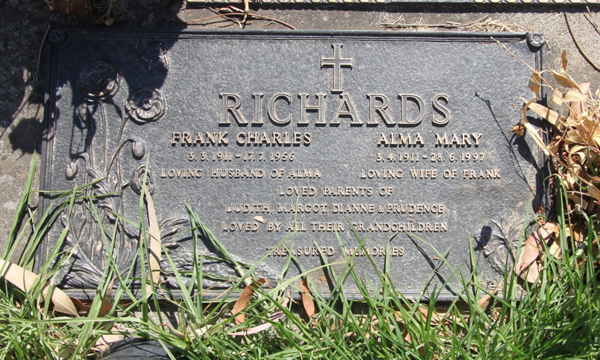 RICHARDS
FRANK CHARLES ALMA MARY
3.3.1911 - 17.7.1956 3.4.1911 - 28.6.1997
LOVING HUSBAND OF ALMA LOVING WIFE OF FRANK
LOVED PARENTS OF
JUDITH, MARGOT, DIANNE & PRUDENCE
LOVED BY ALL THEIR GRANDCHILDREN
TREASURED MEMORIES